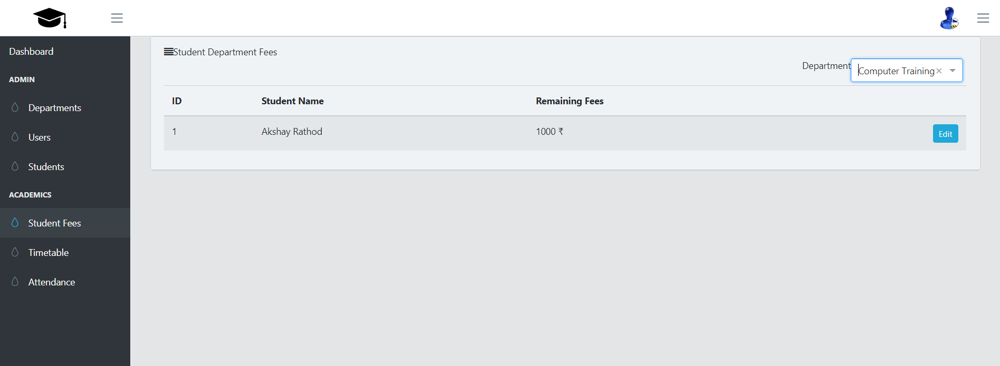 Dashboard
ADMIN
Departments
Users
Students
ACADEMICS
Student Fees
Timetable
Attendance
Student Department Fees
Department Computer Training ×
ID Student Name Remaining Fees
1 Akshay Rathod 1000 ₹ Edit